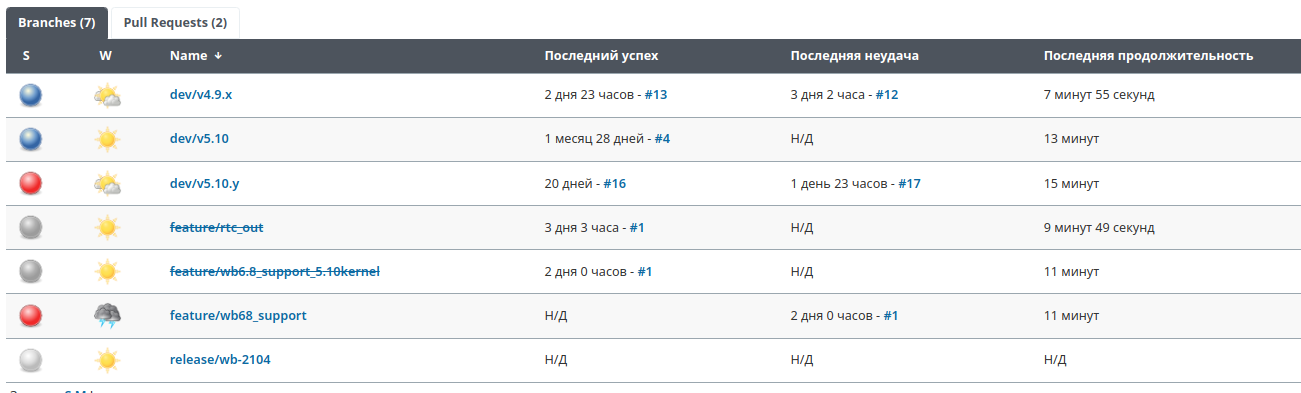 Branches (7) Pull Requests (2)
S W Name ↓ Последний успех Последняя неудача Последняя продолжительность
dev/v4.9.x 2 дня 23 часов - #13 3 дня 2 часа - #12 7 минут 55 секунд
dev/v5.10 1 месяц 28 дней - #4 Н/Д 13 минут
dev/v5.10.y 20 дней - #16 1 день 23 часов - #17 15 минут
feature/rtc_out 3 дня 3 часа - #1 Н/Д 9 минут 49 секунд
feature/wb6.8_support_5.10kernel 2 дня 0 часов - #1 Н/Д 11 минут
feature/wb68_support Н/Д 2 дня 0 часов - #1 11 минут
release/wb-2104 Н/Д Н/Д Н/Д